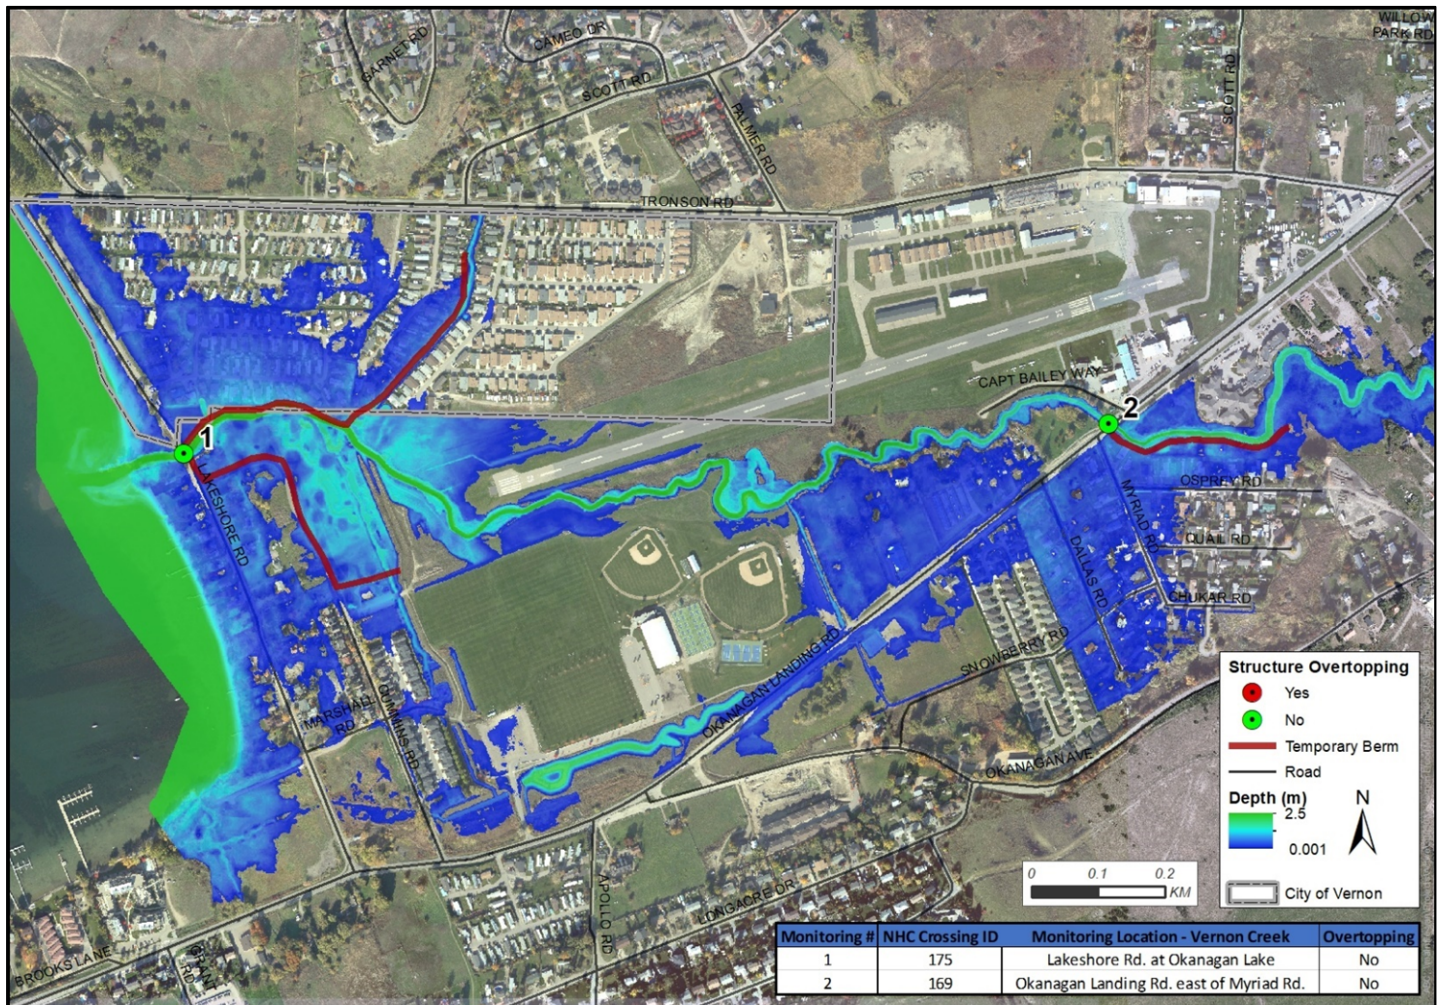 WILLOW
PARK RD
CAMEO DR
GARNET RD
SCOTT RD
SCOTT RD
PALMER RD
TRONSON RD
CAPT BAILEY WAY
2
1
LAKESHORE RD
OSPREY RD
MYRIAD RD
QUAIL RD
DALLAS RD
CHUKAR RD
SNOWBERRY RD
OKANAGAN LANDING RD
MARSHALL
RD
CUMMINS RD
OKANAGAN AVE
APOLLO RD
LONGACRE DR
BROOKS LANE
GRANT
RD
Structure Overtopping
Yes
No
Temporary Berm
Road
Depth (m)
2.5
0.001
N
City of Vernon
0 0.1 0.2
KM
Monitoring # NHC Crossing ID Monitoring Location - Vernon Creek Overtopping
1 175 Lakeshore Rd. at Okanagan Lake No
2 169 Okanagan Landing Rd. east of Myriad Rd. No